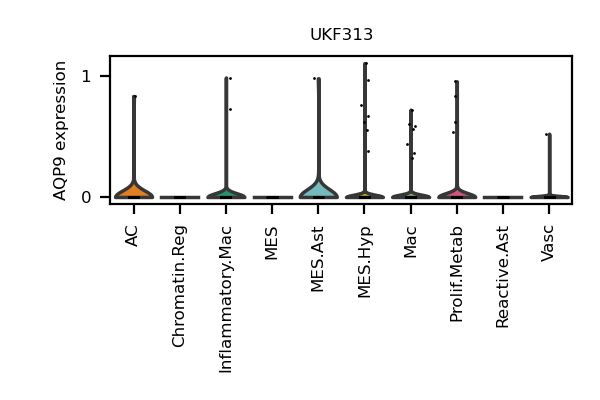 UKF313
AQP9 expression
1
0
AC
Chromatin.Reg
Inflammatory.Mac
MES
MES.Ast
MES.Hyp
Mac
Prolif.Metab
Reactive.Ast
Vasc